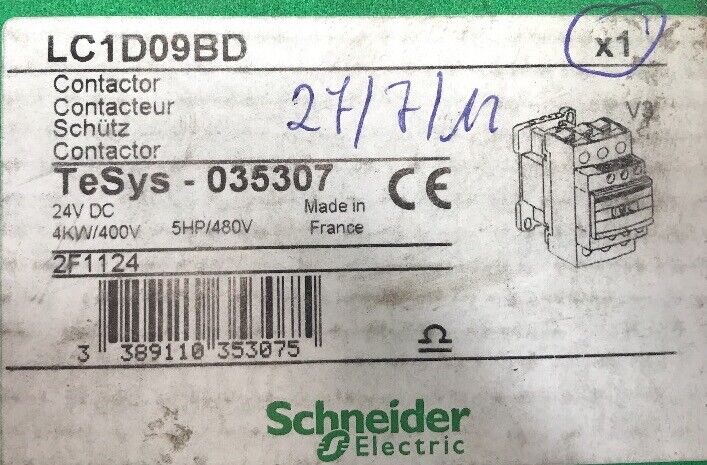 LC1D09BD
x1
Contactor
Contacteur
Schütz
Contactor
27/7/11
V3
TeSys - 035307
24V DC
4KW/400V 5HP/480V
Made in
France
CE
2F1124
3 389110 353075
Schneider
Electric